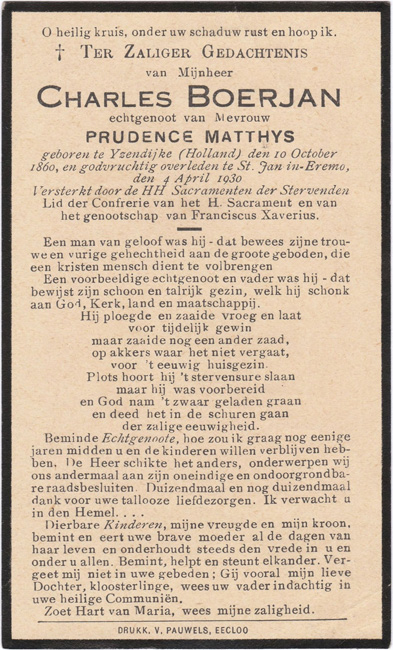 O heilig kruis, onder uw schaduw rust en hoop ik.
† Ter Zaliger Gedachtenis
van Mijnheer
Charles Boerjan
echtgenoot van Mevrouw
PRUDENCE MATTHYS
geboren te Yzendijke (Holland) den 10 October
1860, en godvruchtig overleden te St. Jan in-Eremo,
den 4 April 1930
Versterkt door de HH Sacramenten der Stervenden
Lid der Confrerie van het H. Sacrament en van
het genootschap van Franciscus Xaverius.
Een man van geloof was hij - dat bewees zijne trou-
we en vurige gehechtheid aan de groote geboden, die
een kristen mensch dient te volbrengen
Een voorbeeldige echtgenoot en vader was hij - dat
bewijst zijn schoon en talrijk gezin, welk hij schonk
aan God, Kerk, land en maatschappij.
Hij ploegde en zaaide vroeg en laat
voor tijdelijk gewin
maar zaaide nog een ander zaad,
op akkers waar het niet vergaat,
voor 't eeuwig huisgezin.
Plots hoort hij 't stervensure slaan
maar hij was voorbereid
en God nam 't zwaar geladen graan
en deed het in de schuren gaan
der zalige eeuwigheid.
Beminde Echtgenoote, hoe zou ik graag nog eenige
jaren midden u en de kinderen willen verblijven heb-
ben. De Heer schikte het anders, onderwerpen wij
ons andermaal aan zijne oneindig en ondoorgrondba-
re raadsbesluiten. Duizendmaal en nog duizendmaal
dank voor uwe tallooze liefdezorgen. Ik verwacht u
in den Hemel. . . .
Dierbare Kinderen, mijne vreugde en mijn kroon,
bemint en eert uwe brave moeder al de dagen van
haar leven en onderhoudt steeds den vrede in en
onder u allen. Bemint, helpt en steunt elkander. Ver-
geet mij niet in uwe gebeden; Gij vooral mijn lieve
Dochter, kloosterlinge, wees uw vader indachtig in
uwe heilige Communiën.
Zoet Hart van Maria, wees mijne zaligheid.
DRUKK, V. PAUWELS, EECLOO